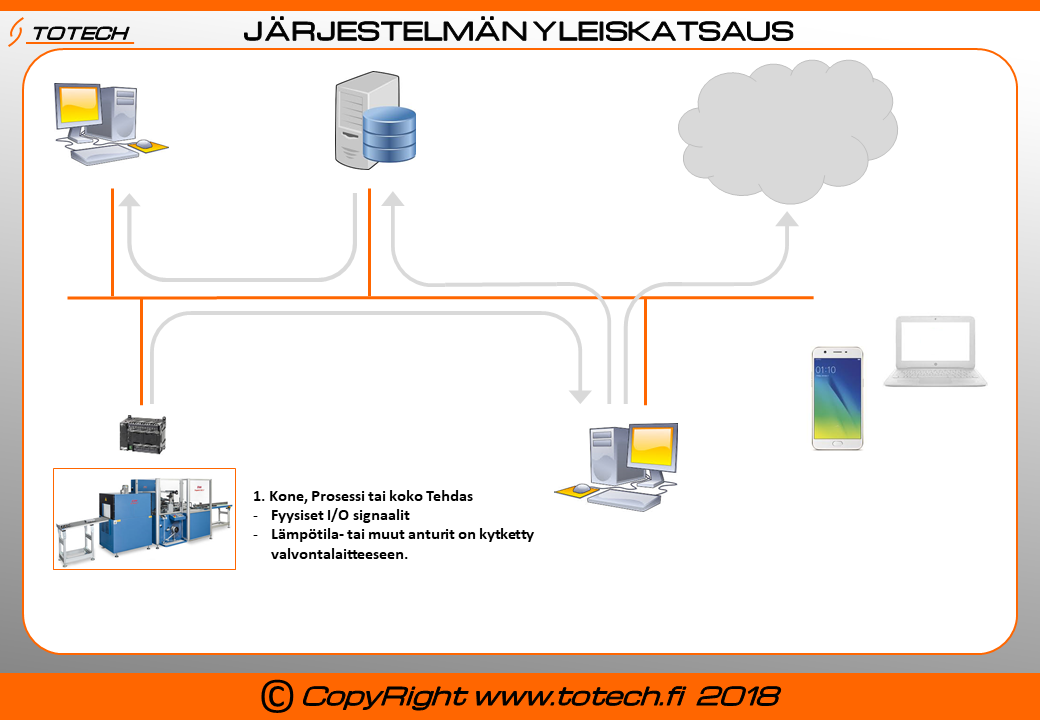 TOTECH
JÄRJESTELMÄN YLEISKATSAUS
01:10
1. Kone, Prosessi tai koko Tehdas
- Fyysiset I/O signaalit
- Lämpötila- tai muut anturit on kytketty
valvontalaitteeseen.
© CopyRight www.totech.fi 2018